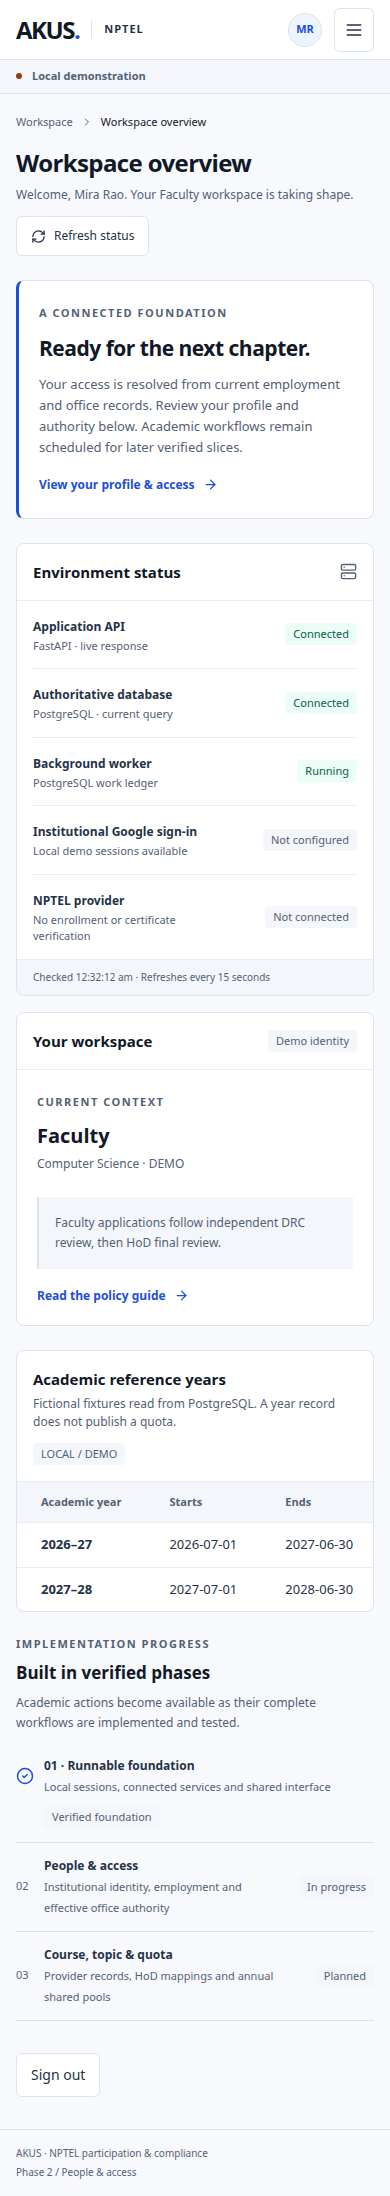 AKUS. NPTEL MR
Local demonstration
Workspace > Workspace overview
Workspace overview
Welcome, Mira Rao. Your Faculty workspace is taking shape.
Refresh status
A CONNECTED FOUNDATION
Ready for the next chapter.
Your access is resolved from current employment
and office records. Review your profile and
authority below. Academic workflows remain
scheduled for later verified slices.
View your profile & access →
Environment status
Application API
FastAPI · live response
Connected
Authoritative database
PostgreSQL · current query
Connected
Background worker
PostgreSQL work ledger
Running
Institutional Google sign-in
Local demo sessions available
Not configured
NPTEL provider
No enrollment or certificate
verification
Not connected
Checked 12:32:12 am · Refreshes every 15 seconds
Your workspace
Demo identity
CURRENT CONTEXT
Faculty
Computer Science · DEMO
Faculty applications follow independent DRC
review, then HoD final review.
Read the policy guide →
Academic reference years
Fictional fixtures read from PostgreSQL. A year record
does not publish a quota.
LOCAL / DEMO
Academic year Starts Ends
2026–27 2026-07-01 2027-06-30
2027–28 2027-07-01 2028-06-30
IMPLEMENTATION PROGRESS
Built in verified phases
Academic actions become available as their complete
workflows are implemented and tested.
01 · Runnable foundation
Local sessions, connected services and shared interface
Verified foundation
02
People & access
Institutional identity, employment and
effective office authority
In progress
03
Course, topic & quota
Provider records, HoD mappings and annual
shared pools
Planned
Sign out
AKUS · NPTEL participation & compliance
Phase 2 / People & access